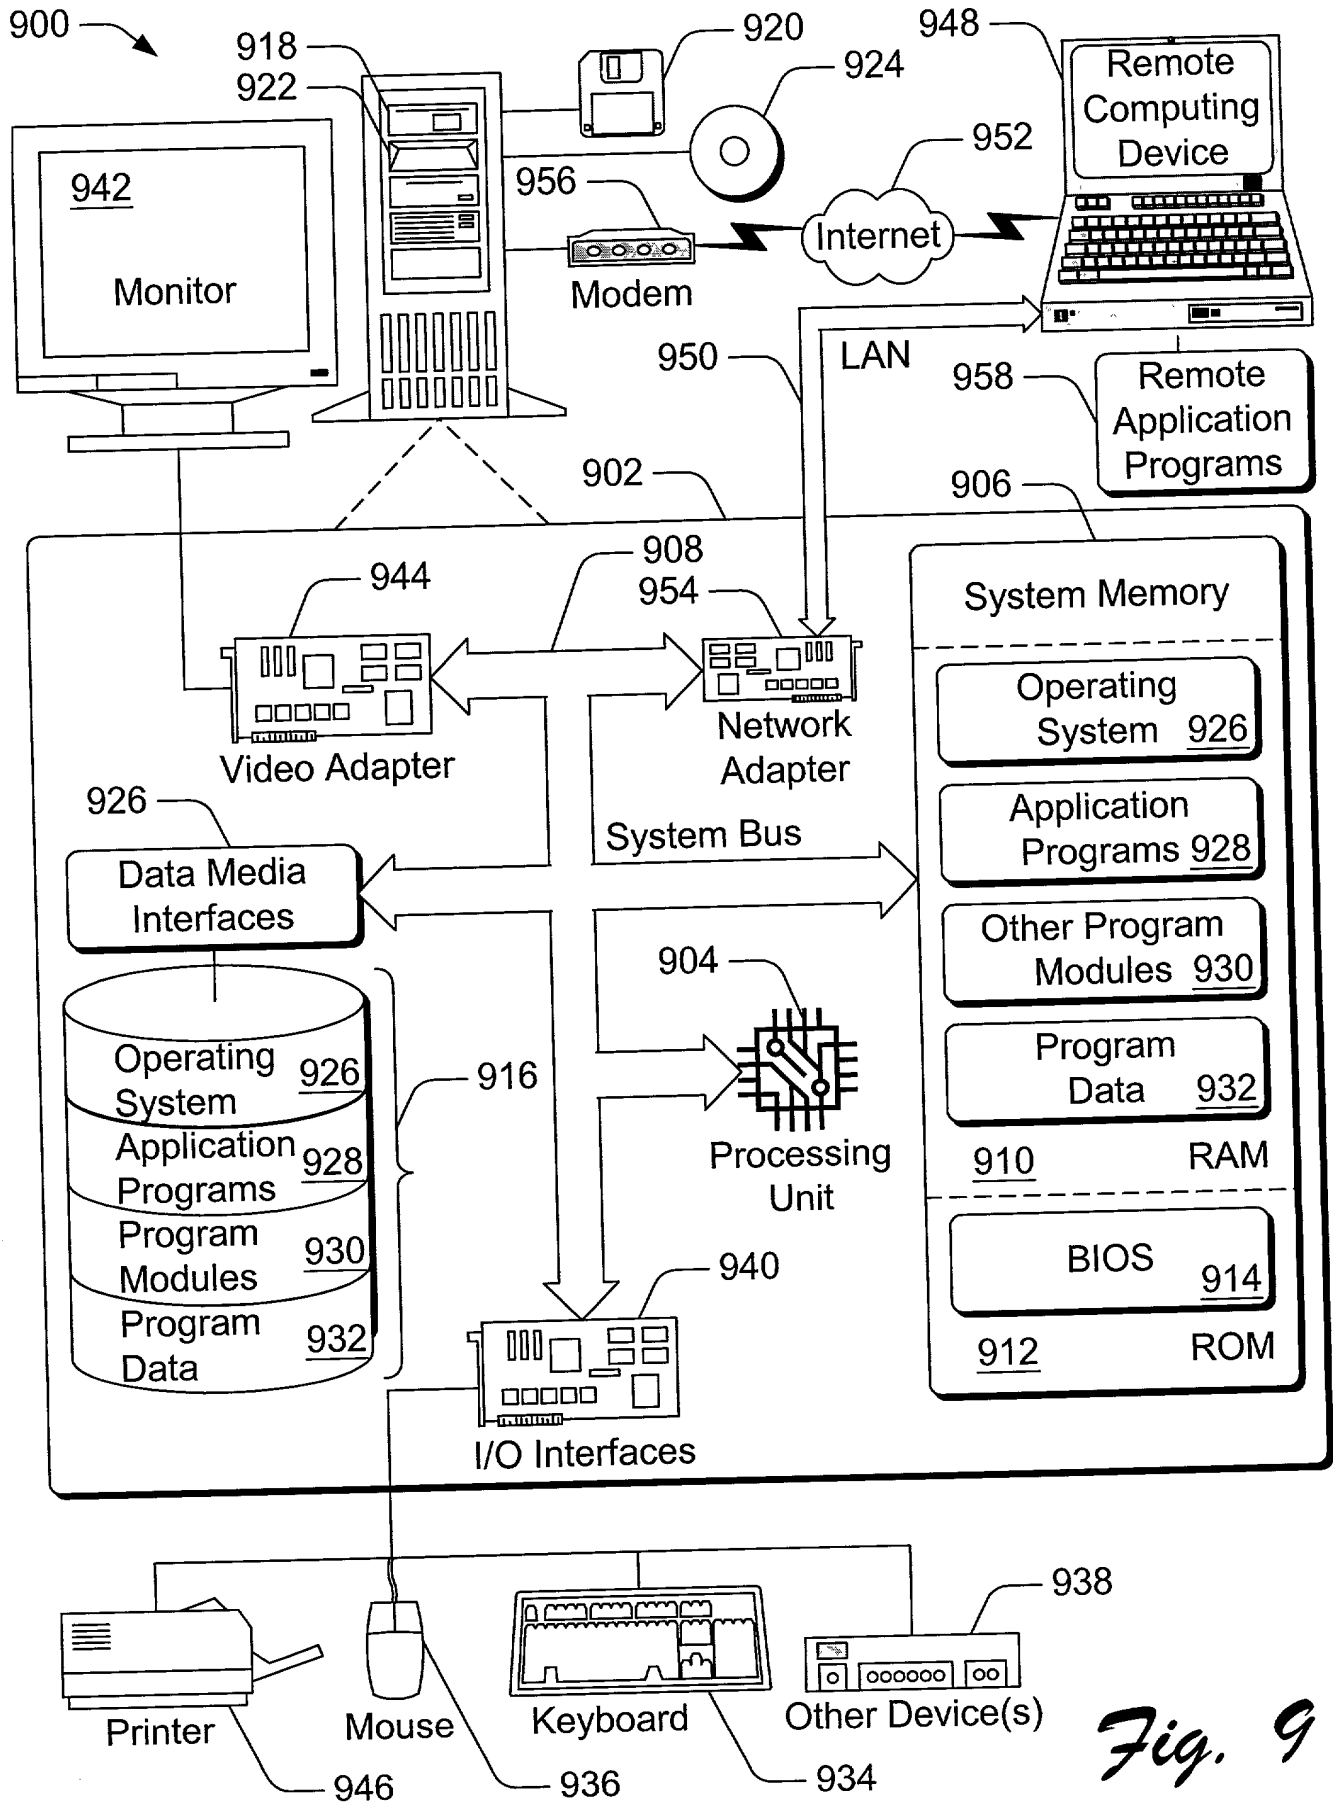 900
918
922
920
924
948
Remote
Computing
Device
952
956
942
Monitor
Internet
Modem
950
LAN
958
Remote
Application
Programs
902
906
908
944
954
System Memory
Operating
System 926
Video Adapter
Network
Adapter
926
Application
Programs 928
System Bus
Data Media
Interfaces
Other Program
Modules 930
904
Operating
System 926
916
Program
Data 932
Application
Programs 928
Processing
Unit
910 RAM
Program
Modules 930
940
BIOS
914
Program
Data 932
912 ROM
I/O Interfaces
938
Printer
Mouse
Keyboard
Other Device(s)
946
936
934
Fig. 9